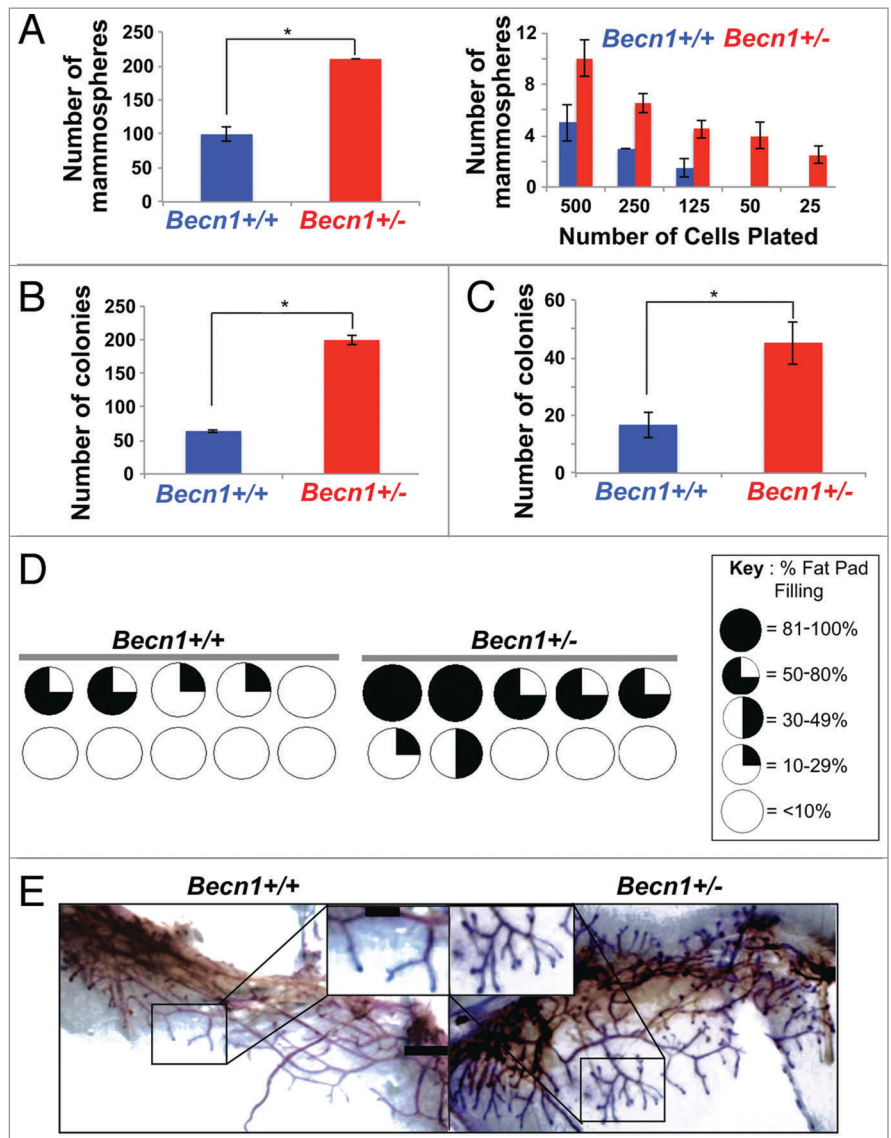 A
Number of
mammospheres
250
200
150
100
50
0
*
Becn1+/+
Becn1+/-
Number of
mammospheres
12
8
4
0
Becn1+/+ Becn1+/-
500 250 125 50 25
Number of Cells Plated
B
Number of colonies
250
200
150
100
50
0
*
Becn1+/+
Becn1+/-
C
Number of colonies
60
40
20
0
*
Becn1+/+
Becn1+/-
D
Becn1+/+
Becn1+/-
Key : % Fat Pad
Filling
= 81-100%
= 50-80%
= 30-49%
= 10-29%
= <10%
E
Becn1+/+
Becn1+/-